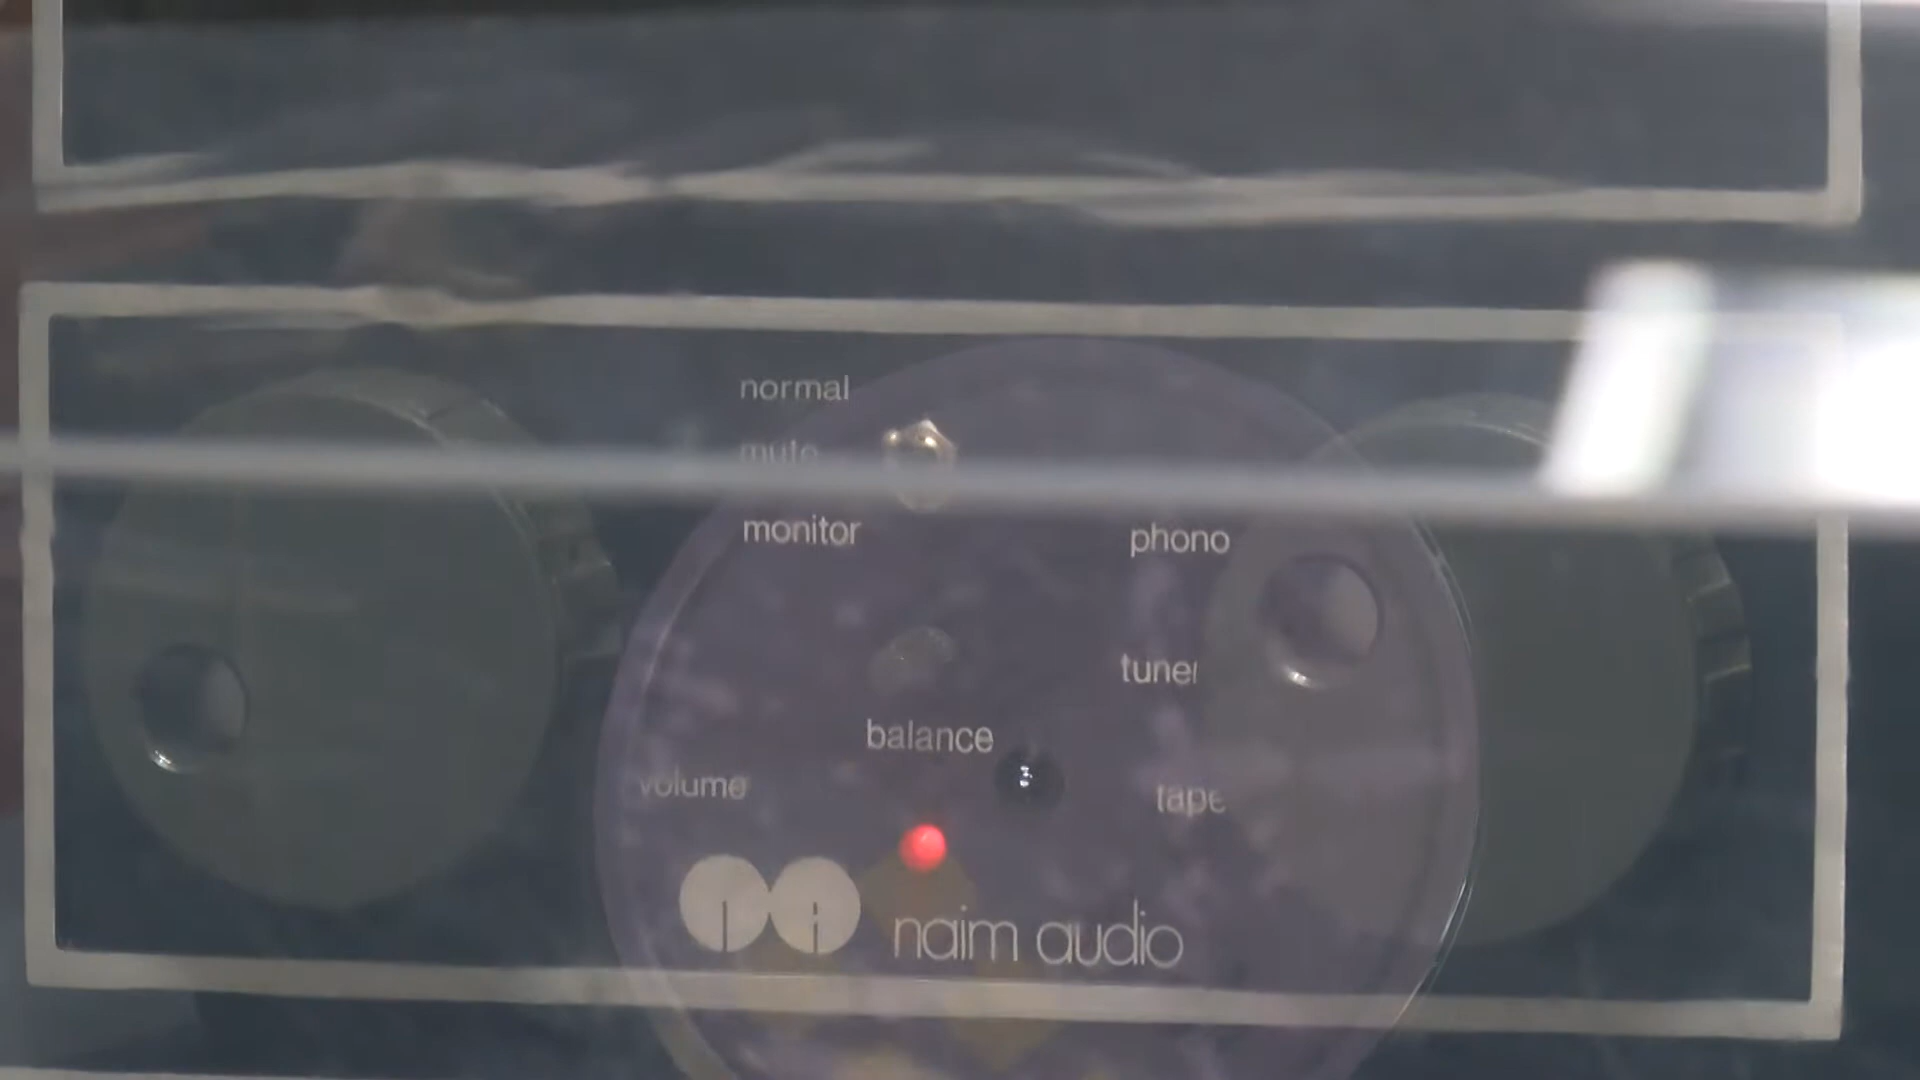 normal
mute
monitor
phono
tuner
balance
volume
tape
naim audio